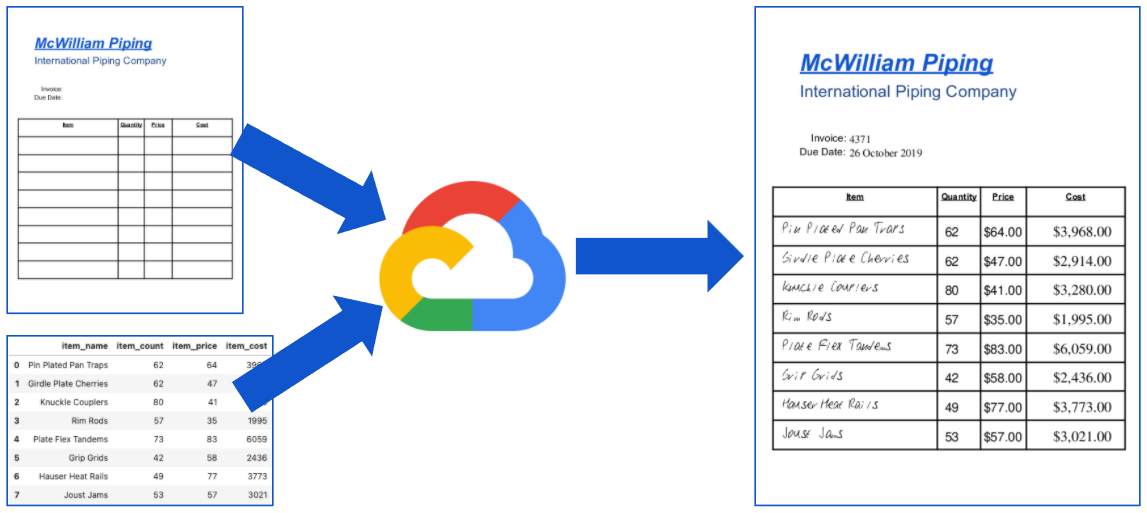 McWilliam Piping
International Piping Company
Invoice:
Due Date:
Item Quantity Price Cost
item_name item_count item_price item_cost
0 Pin Plated Pan Traps 62 64
1 Girdle Plate Cherries 62 47
2 Knuckle Couplers 80 41
3 Rim Rods 57 35 1995
4 Plate Flex Tandems 73 83 6059
5 Grip Grids 42 58 2436
6 Hauser Heat Rails 49 77 3773
7 Joust Jams 53 57 3021
McWilliam Piping
International Piping Company
Invoice: 4371
Due Date: 26 October 2019
Item Quantity Price Cost
Pin Plated Pan Traps 62 $64.00 $3,968.00
Girdle Plate Cherries 62 $47.00 $2,914.00
Knuckle Couplers 80 $41.00 $3,280.00
Rim Rods 57 $35.00 $1,995.00
Plate Flex Tandems 73 $83.00 $6,059.00
Grip Grids 42 $58.00 $2,436.00
Hauser Heat Rails 49 $77.00 $3,773.00
Joust Jams 53 $57.00 $3,021.00